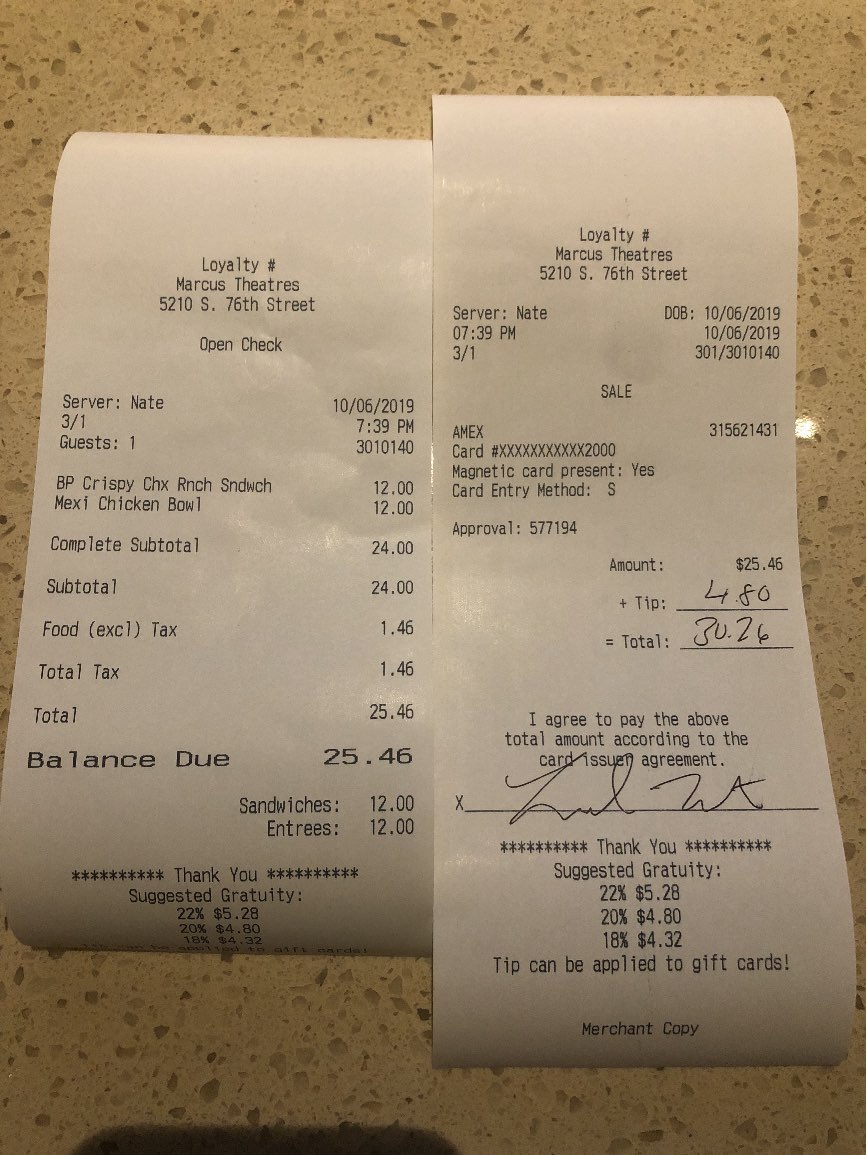 Loyalty #
Marcus Theatres
5210 S. 76th Street
Open Check
Server: Nate 10/06/2019
3/1 7:39 PM
Guests: 1 3010140
BP Crispy Chx Rnch Sndwch 12.00
Mexi Chicken Bowl 12.00
Complete Subtotal 24.00
Subtotal 24.00
Food (excl) Tax 1.46
Total Tax 1.46
Total 25.46
Balance Due 25.46
Sandwiches: 12.00
Entrees: 12.00
********** Thank You **********
Suggested Gratuity:
22% $5.28
20% $4.80
18% $4.32
be applied to gift cards!
Loyalty #
Marcus Theatres
5210 S. 76th Street
Server: Nate DOB: 10/06/2019
07:39 PM 10/06/2019
3/1 301/3010140
SALE
AMEX 315621431
Card #XXXXXXXXXXX2000
Magnetic card present: Yes
Card Entry Method: S
Approval: 577194
Amount: $25.46
+ Tip: 4.80
= Total: 30.26
I agree to pay the above
total amount according to the
card issuer agreement.
X
********** Thank You **********
Suggested Gratuity:
22% $5.28
20% $4.80
18% $4.32
Tip can be applied to gift cards!
Merchant Copy